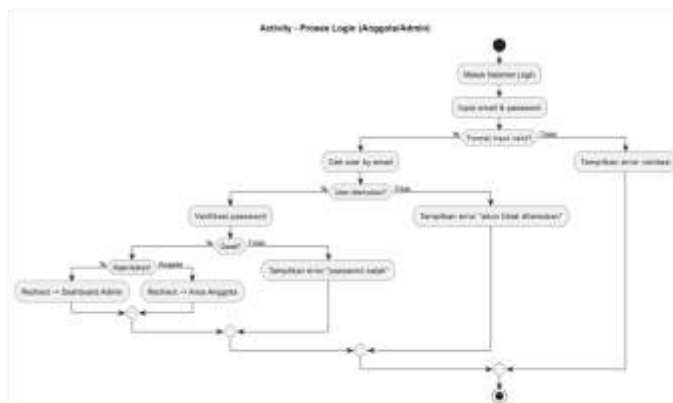 Activity - Proses Login (Anggota/Admin)
Masuk halaman Login
Input email & password
Ya
Format input valid?
Tidak
Cari user by email
Tampilkan error validasi
Ya
User ditemukan?
Tidak
Verifikasi password
Tampilkan error "akun tidak ditemukan"
Ya
Cocok?
Tidak
Ya
Anggota
Tampilkan error "password salah"
Redirect -> Dashboard Admin
Redirect -> Area Anggota